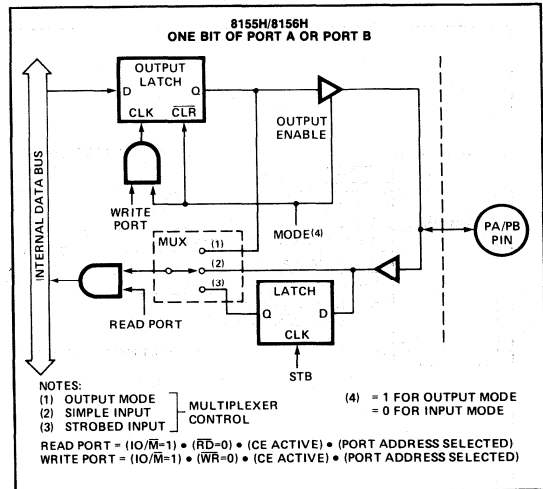 8155H/8156H
ONE BIT OF PORT A OR PORT B
OUTPUT
LATCH
D
Q
CLK
C̅L̅R̅
OUTPUT
ENABLE
INTERNAL DATA BUS
WRITE
PORT
MODE(4)
PA/PB
PIN
MUX
(1)
(2)
(3)
READ PORT
LATCH
Q
D
CLK
STB
NOTES:
(1) OUTPUT MODE
(2) SIMPLE INPUT
(3) STROBED INPUT
MULTIPLEXER
CONTROL
(4) = 1 FOR OUTPUT MODE
= 0 FOR INPUT MODE
READ PORT = (IO/M̅=1) • (R̅D̅=0) • (CE ACTIVE) • (PORT ADDRESS SELECTED)
WRITE PORT = (IO/M̅=1) • (W̅R̅=0) • (CE ACTIVE) • (PORT ADDRESS SELECTED)